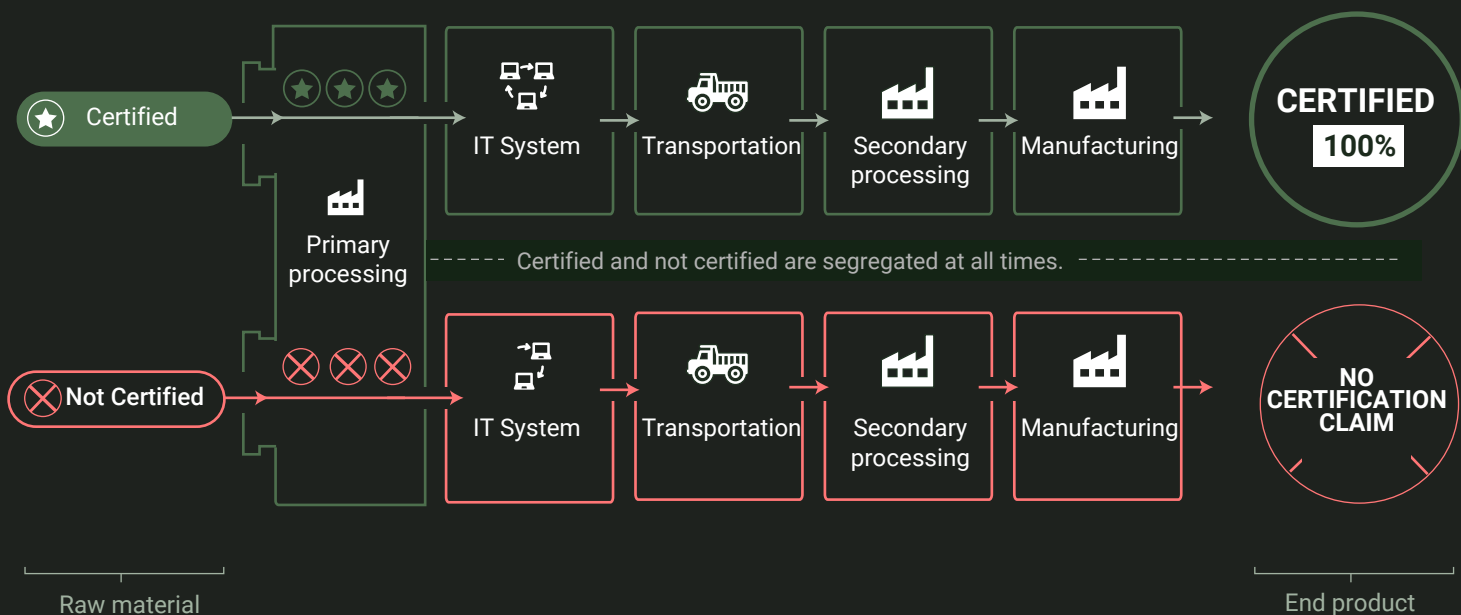 Certified
IT System
Transportation
Secondary
processing
Manufacturing
CERTIFIED
100%
Primary
processing
Certified and not certified are segregated at all times.
Not Certified
IT System
Transportation
Secondary
processing
Manufacturing
NO
CERTIFICATION
CLAIM
Raw material
End product